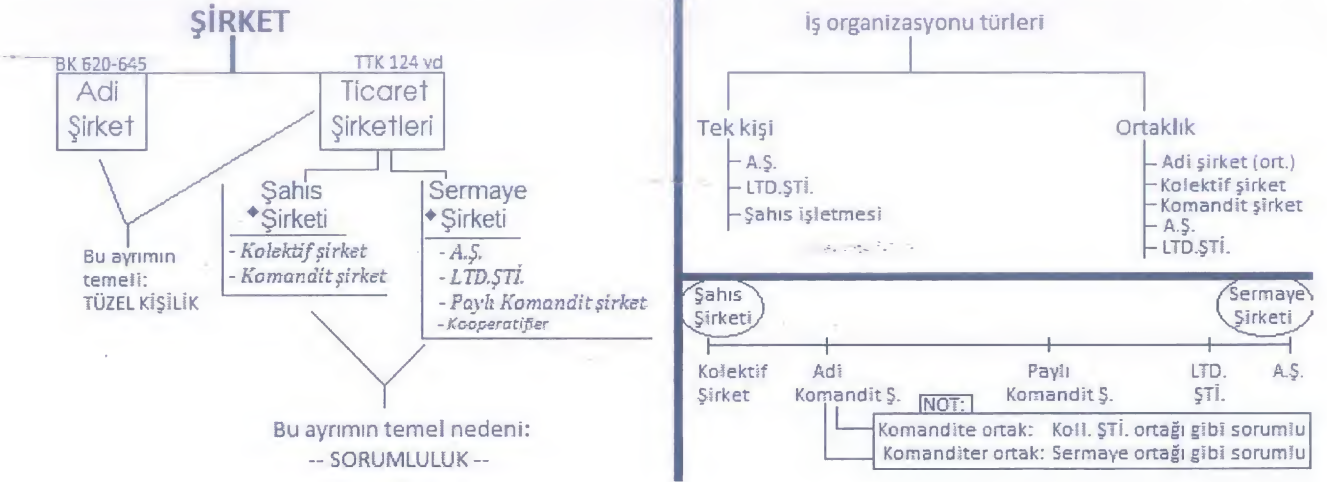 ŞİRKET
BK 620-645
Adi
Şirket
TTK 124 vd
Ticaret
Şirketleri
Şahıs
◆Şirketi
- Kolektif şirket
- Komandit şirket
Sermaye
◆ Şirketi
- A.Ş.
- LTD.ŞTİ.
- Paylı Komandit şirket
- Kooperatifler
Bu ayrımın
temeli:
TÜZEL KİŞİLİK
Bu ayrımın temel nedeni:
-- SORUMLULUK --
İş organizasyonu türleri
Tek kişi
A.Ş.
LTD.ŞTİ.
Şahıs işletmesi
Ortaklık
Adi şirket (ort.)
Kolektif şirket
Komandit şirket
A.Ş.
LTD.ŞTİ.
Şahıs
Şirketi
Sermaye
Şirketi
Kolektif
Şirket
Adi
Komandit Ş.
Paylı
Komandit Ş.
LTD.
ŞTİ.
A.Ş.
NOT:
Komandite ortak: Koll. ŞTİ. ortağı gibi sorumlu
Komanditer ortak: Sermaye ortağı gibi sorumlu